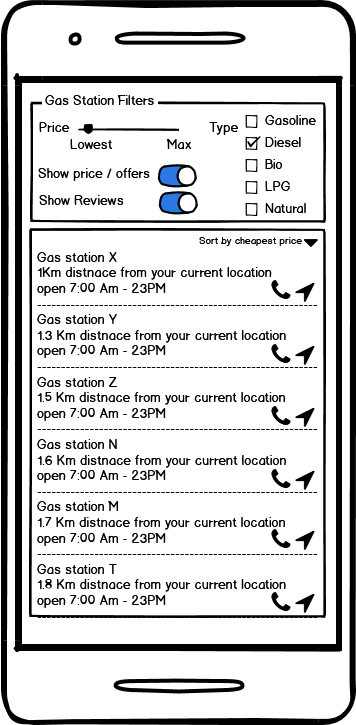 Gas Station Filters
Price
Lowest Max
Type
Gasoline
Diesel
Bio
LPG
Natural
Show price / offers
Show Reviews
Sort by cheapest price
Gas station X
1Km distnace from your current location
open 7:00 Am - 23PM
Gas station Y
1.3 Km distnace from your current location
open 7:00 Am - 23PM
Gas station Z
1.5 Km distnace from your current location
open 7:00 Am - 23PM
Gas station N
1.6 Km distnace from your current location
open 7:00 Am - 23PM
Gas station M
1.7 Km distnace from your current location
open 7:00 Am - 23PM
Gas station T
1.8 Km distnace from your current location
open 7:00 Am - 23PM